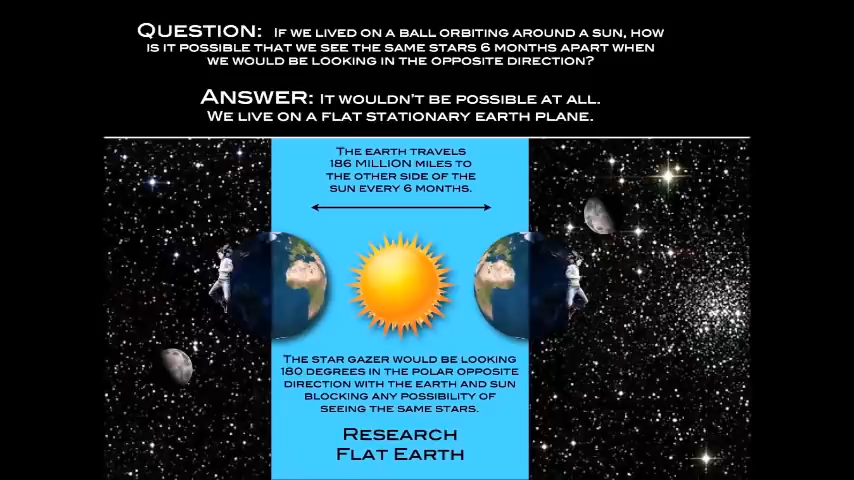 QUESTION: IF WE LIVED ON A BALL ORBITING AROUND A SUN, HOW
IS IT POSSIBLE THAT WE SEE THE SAME STARS 6 MONTHS APART WHEN
WE WOULD BE LOOKING IN THE OPPOSITE DIRECTION?
ANSWER: IT WOULDN'T BE POSSIBLE AT ALL.
WE LIVE ON A FLAT STATIONARY EARTH PLANE.
THE EARTH TRAVELS
186 MILLION MILES TO
THE OTHER SIDE OF THE
SUN EVERY 6 MONTHS.
THE STAR GAZER WOULD BE LOOKING
180 DEGREES IN THE POLAR OPPOSITE
DIRECTION WITH THE EARTH AND SUN
BLOCKING ANY POSSIBILITY OF
SEEING THE SAME STARS.
RESEARCH
FLAT EARTH